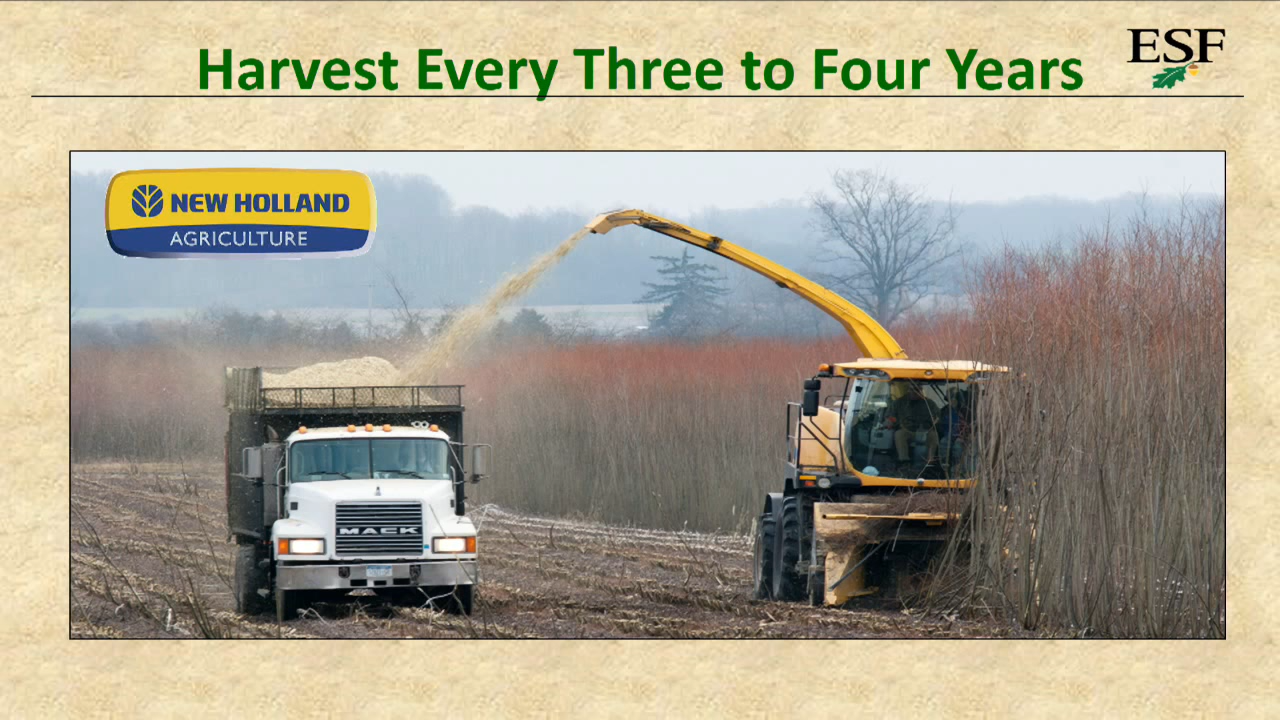 Harvest Every Three to Four Years
ESF
NEW HOLLAND
AGRICULTURE
MACK